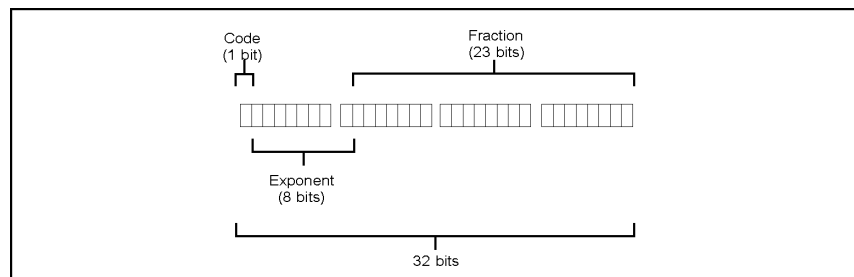 Code
(1 bit)
Fraction
(23 bits)
Exponent
(8 bits)
32 bits